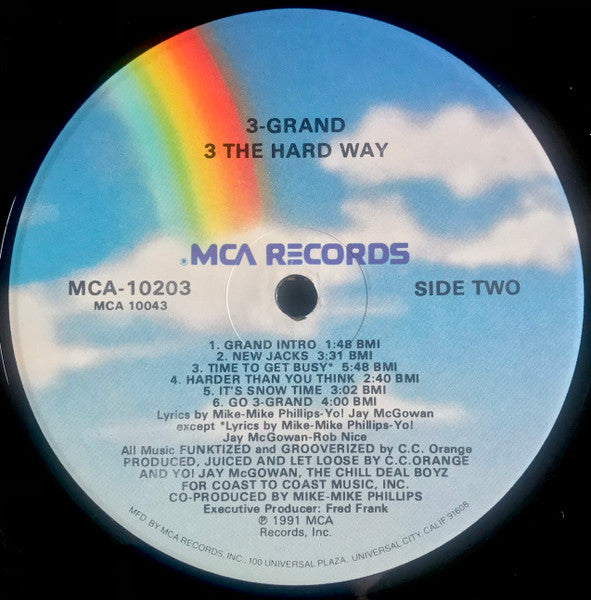 3-GRAND
3 THE HARD WAY
®MCA RECORDS
MCA-10203
MCA 10043
SIDE TWO
1. GRAND INTRO 1:48 BMI
2. NEW JACKS 3:31 BMI
3. TIME TO GET BUSY* 5:48 BMI
4. HARDER THAN YOU THINK 2:40 BMI
5. IT'S SNOW TIME 3:02 BMI
6. GO 3-GRAND 4:00 BMI
Lyrics by Mike-Mike Phillips-Yo! Jay McGowan
except *Lyrics by Mike-Mike Phillips-Yo!
Jay McGowan-Rob Nice
All Music FUNKTIZED and GROOVERIZED by C.C. Orange
PRODUCED, JUICED AND LET LOOSE BY C.C.ORANGE
AND YO! JAY McGOWAN, THE CHILL DEAL BOYZ
FOR COAST TO COAST MUSIC, INC.
CO-PRODUCED BY MIKE-MIKE PHILLIPS
Executive Producer: Fred Frank
℗ 1991 MCA
Records, Inc.
MFD BY MCA RECORDS, INC., 100 UNIVERSAL PLAZA, UNIVERSAL CITY, CALIF 91608